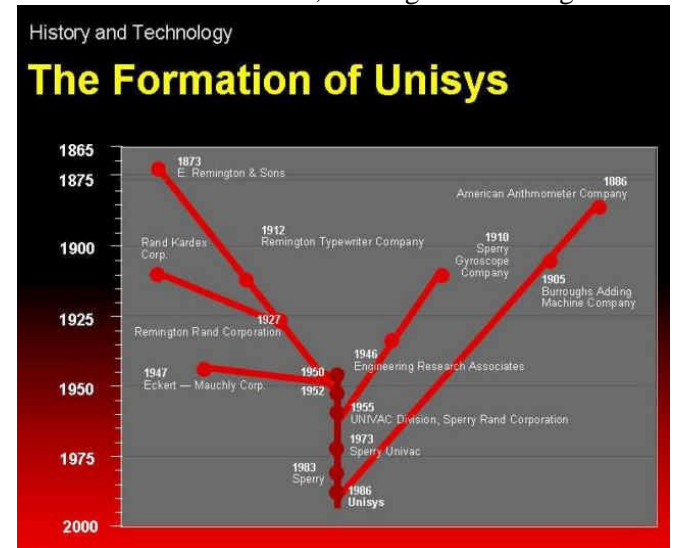 History and Technology
The Formation of Unisys
1865
1875
1900
1925
1950
1975
2000
1873
E. Remington & Sons
1886
American Arithmometer Company
1912
Remington Typewriter Company
Rand Kardex
Corp.
1910
Sperry
Gyroscope
Company
1905
Burroughs Adding
Machine Company
1927
Remington Rand Corporation
1946
Engineering Research Associates
1947
Eckert — Mauchly Corp.
1950
1952
1955
UNIVAC Division, Sperry Rand Corporation
1973
Sperry Univac
1983
Sperry
1986
Unisys